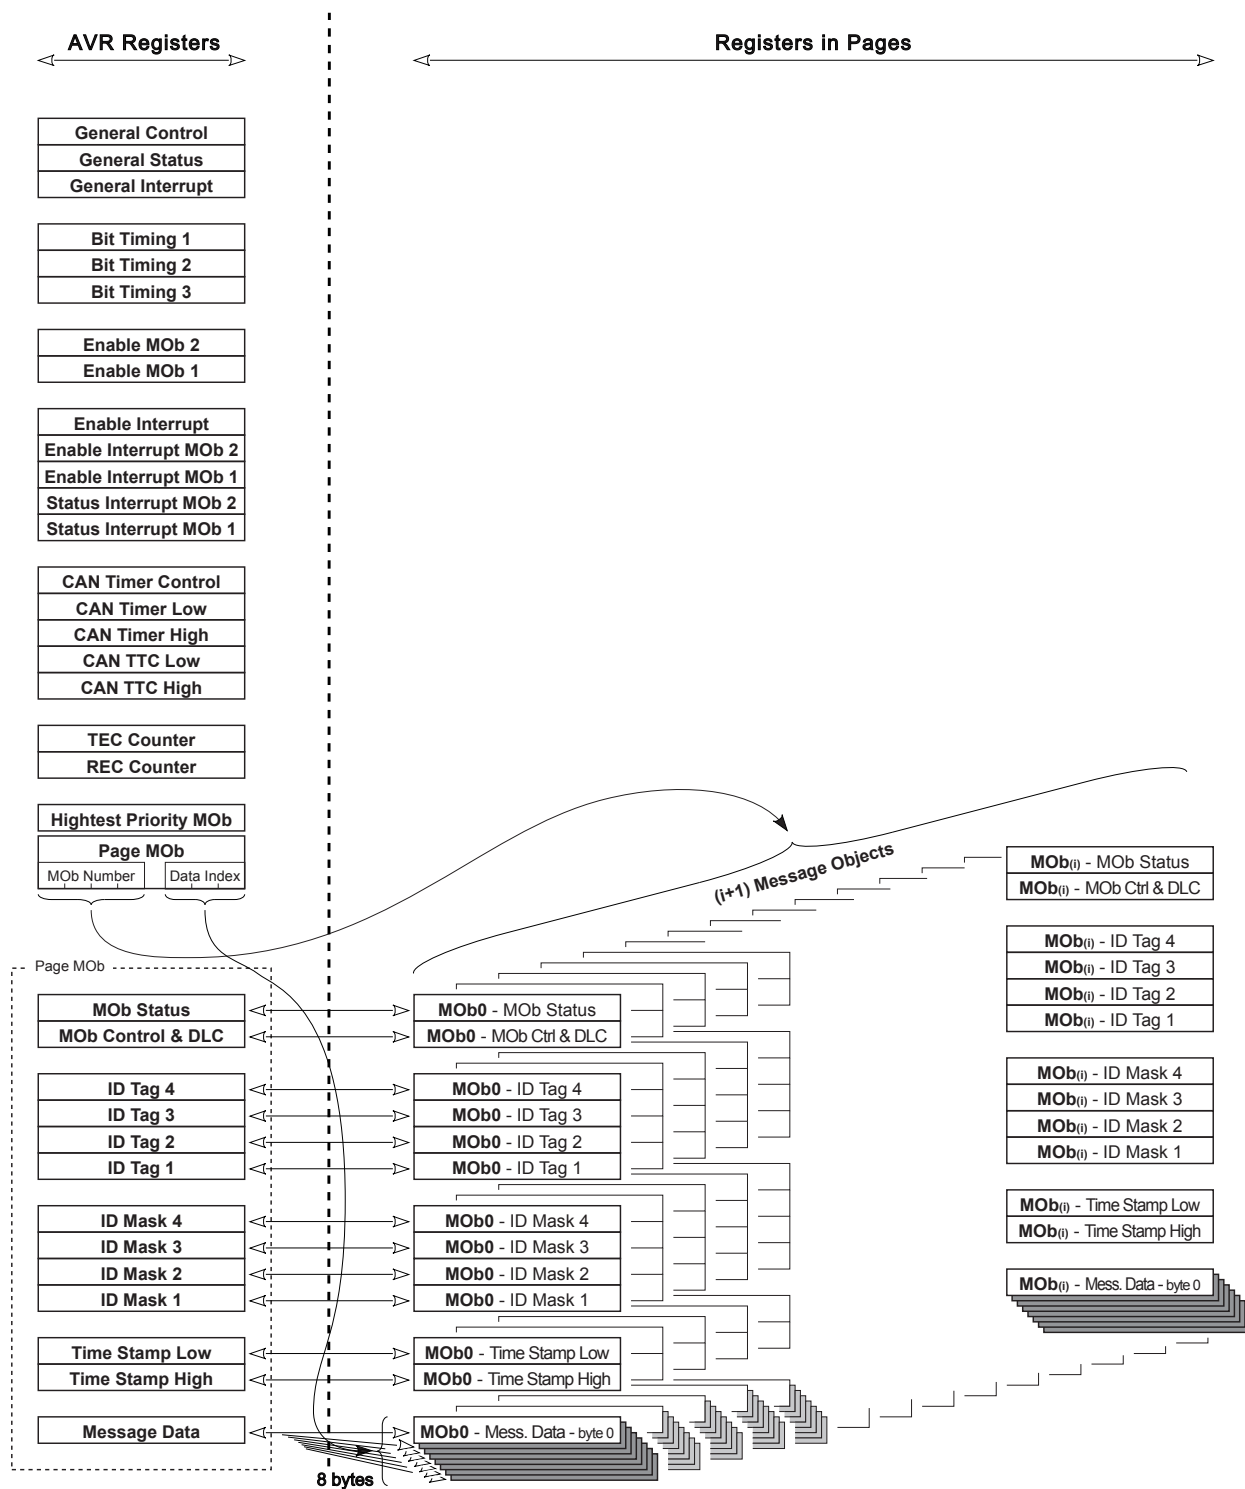 AVR Registers
Registers in Pages
General Control
General Status
General Interrupt
Bit Timing 1
Bit Timing 2
Bit Timing 3
Enable MOb 2
Enable MOb 1
Enable Interrupt
Enable Interrupt MOb 2
Enable Interrupt MOb 1
Status Interrupt MOb 2
Status Interrupt MOb 1
CAN Timer Control
CAN Timer Low
CAN Timer High
CAN TTC Low
CAN TTC High
TEC Counter
REC Counter
Hightest Priority MOb
Page MOb
MOb Number
Data Index
Page MOb
MOb Status
MOb Control & DLC
ID Tag 4
ID Tag 3
ID Tag 2
ID Tag 1
ID Mask 4
ID Mask 3
ID Mask 2
ID Mask 1
Time Stamp Low
Time Stamp High
Message Data
8 bytes
(i+1) Message Objects
MOb0 - MOb Status
MOb0 - MOb Ctrl & DLC
MOb0 - ID Tag 4
MOb0 - ID Tag 3
MOb0 - ID Tag 2
MOb0 - ID Tag 1
MOb0 - ID Mask 4
MOb0 - ID Mask 3
MOb0 - ID Mask 2
MOb0 - ID Mask 1
MOb0 - Time Stamp Low
MOb0 - Time Stamp High
MOb0 - Mess. Data - byte 0
MOb(i) - MOb Status
MOb(i) - MOb Ctrl & DLC
MOb(i) - ID Tag 4
MOb(i) - ID Tag 3
MOb(i) - ID Tag 2
MOb(i) - ID Tag 1
MOb(i) - ID Mask 4
MOb(i) - ID Mask 3
MOb(i) - ID Mask 2
MOb(i) - ID Mask 1
MOb(i) - Time Stamp Low
MOb(i) - Time Stamp High
MOb(i) - Mess. Data - byte 0